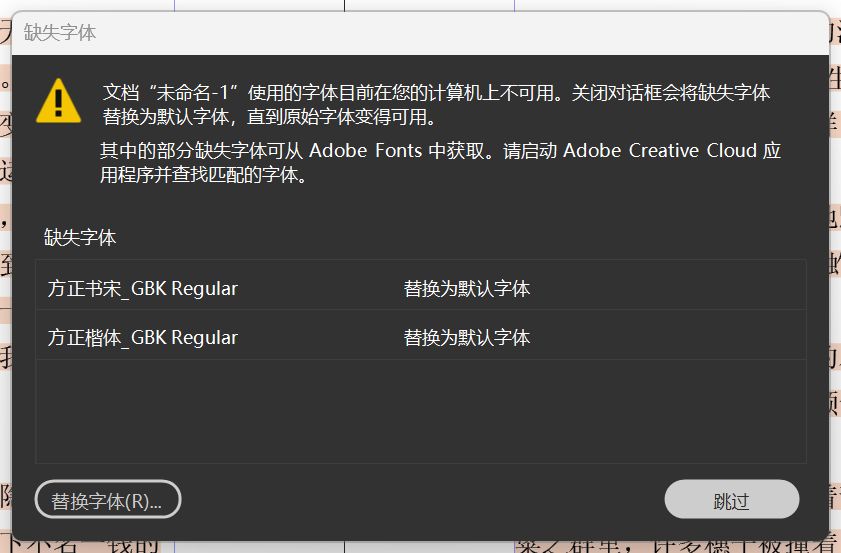 缺失字体
文档“未命名-1”使用的字体目前在您的计算机上不可用。关闭对话框会将缺失字体
替换为默认字体，直到原始字体变得可用。
其中的部分缺失字体可从 Adobe Fonts 中获取。请启动 Adobe Creative Cloud 应
用程序并查找匹配的字体。
缺失字体
方正书宋_GBK Regular 替换为默认字体
方正楷体_GBK Regular 替换为默认字体
替换字体(R)... 跳过